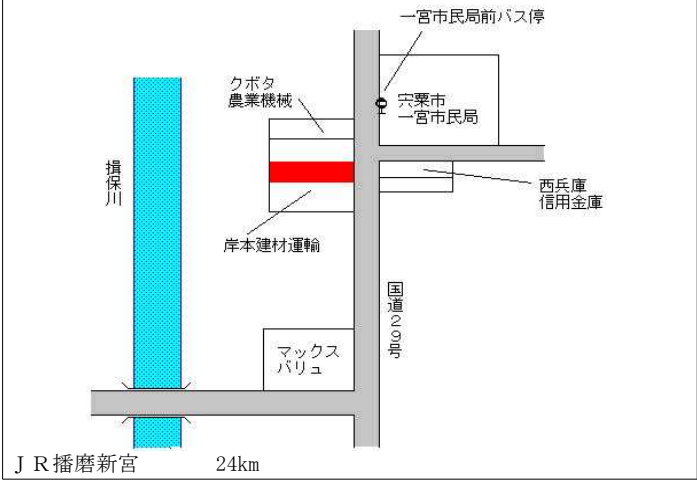 一宮市民局前バス停
クボタ
農業機械
宍粟市
一宮市民局
揖保川
西兵庫
信用金庫
岸本建材運輸
国道29号
マックス
バリュ
ＪＲ播磨新宮 24km